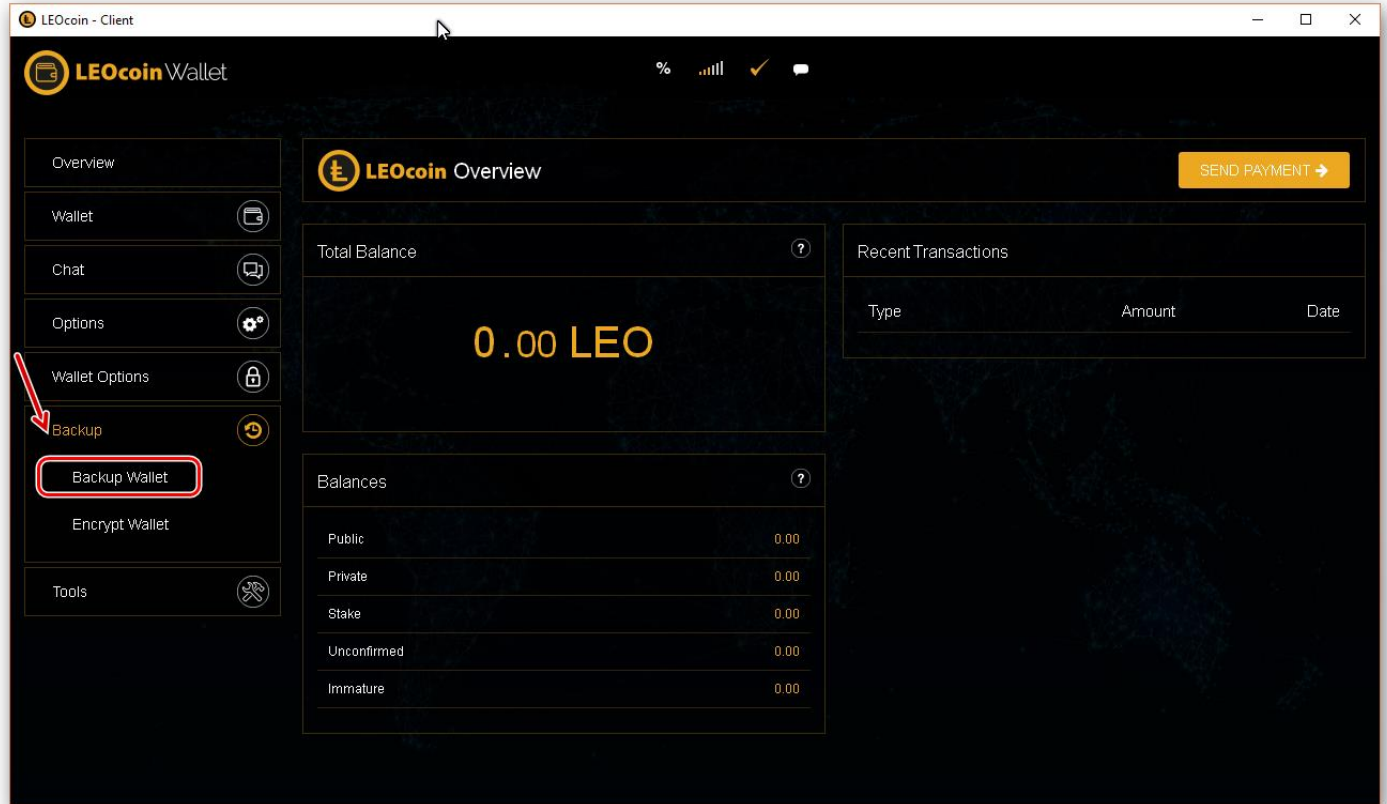 LEOcoin - Client
LEOcoin Wallet
%
Overview
Wallet
Chat
Options
Wallet Options
Backup
Backup Wallet
Encrypt Wallet
Tools
LEOcoin Overview
SEND PAYMENT
Total Balance ?
0.00 LEO
Balances ?
Public 0.00
Private 0.00
Stake 0.00
Unconfirmed 0.00
Immature 0.00
Recent Transactions
Type Amount Date